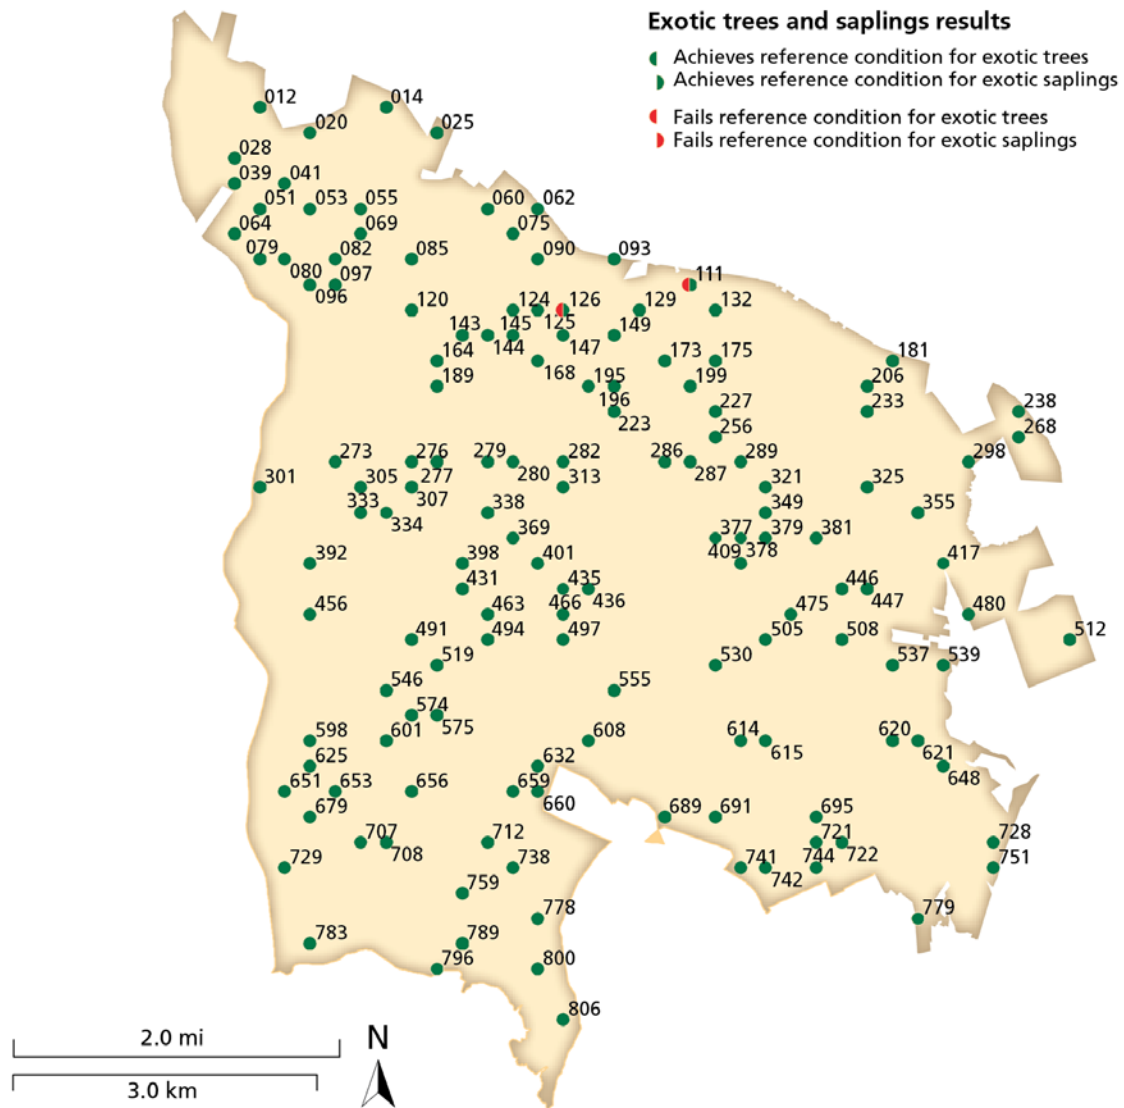 Exotic trees and saplings results
Achieves reference condition for exotic trees
Achieves reference condition for exotic saplings
Fails reference condition for exotic trees
Fails reference condition for exotic saplings
012
014
020
025
028
039 041
051 053 055 060 062
064 069 075
079 082 085 090 093
080 097 111
096
120 124 126 129 132
143 145 125 149
144 147
164 168 173 175 181
189 195 199 206
196
223 227 233 238
256 268
273 276 279 282 286 289 298
277 280 287
301 305 307 313 321 325
333 334 338 349 355
369 377 379 381
409 378
392 398 401 417
431 435 446
436 447
456 463 466 475 480
491 494 497 505 508 512
519 530 537 539
546 555
574
575
598 601 608 614 620
615 621
625 632 648
651 653 656 659
660
679 689 691 695
707 712 721 728
708 722
729 738 741 744 751
742
759
778 779
783 789
796 800
806
2.0 mi
3.0 km
N